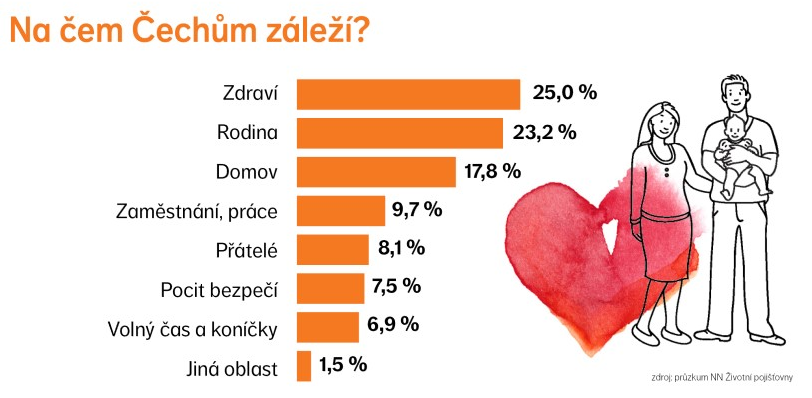 Na čem Čechům záleží?
Zdraví 25,0 %
Rodina 23,2 %
Domov 17,8 %
Zaměstnání, práce 9,7 %
Přátelé 8,1 %
Pocit bezpečí 7,5 %
Volný čas a koníčky 6,9 %
Jiná oblast 1,5 %
zdroj: průzkum NN Životní pojišťovny